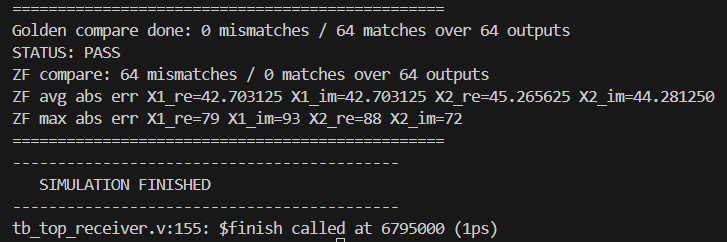 ===============================================
Golden compare done: 0 mismatches / 64 matches over 64 outputs
STATUS: PASS
ZF compare: 64 mismatches / 0 matches over 64 outputs
ZF avg abs err X1_re=42.703125 X1_im=42.703125 X2_re=45.265625 X2_im=44.281250
ZF max abs err X1_re=79 X1_im=93 X2_re=88 X2_im=72
===============================================
------------------------------------------
   SIMULATION FINISHED
------------------------------------------
tb_top_receiver.v:155: $finish called at 6795000 (1ps)